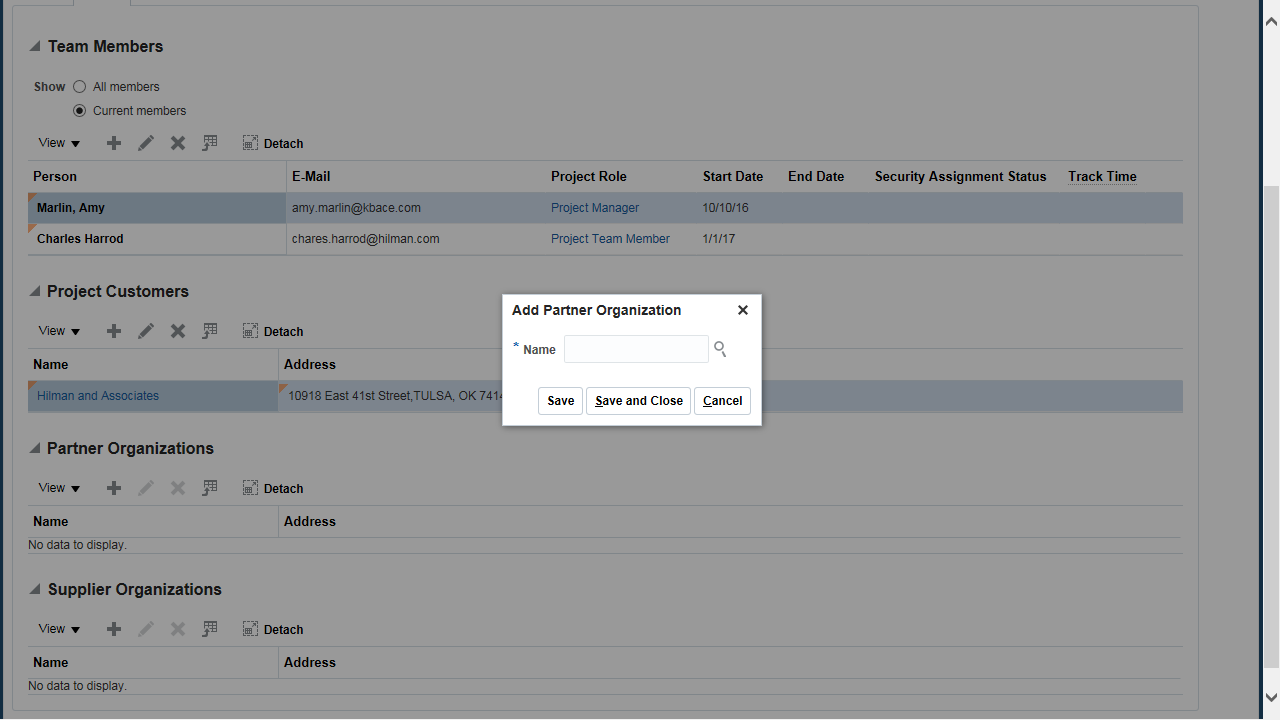 Team Members
Show All members
Current members
View Detach
Person E-Mail Project Role Start Date End Date Security Assignment Status Track Time
Marlin, Amy amy.marlin@kbace.com Project Manager 10/10/16
Charles Harrod chares.harrod@hilman.com Project Team Member 1/1/17
Project Customers
View Detach
Name Address
Hilman and Associates 10918 East 41st Street,TULSA, OK
Add Partner Organization
* Name
Save Save and Close Cancel
Partner Organizations
View Detach
Name Address
No data to display.
Supplier Organizations
View Detach
Name Address
No data to display.